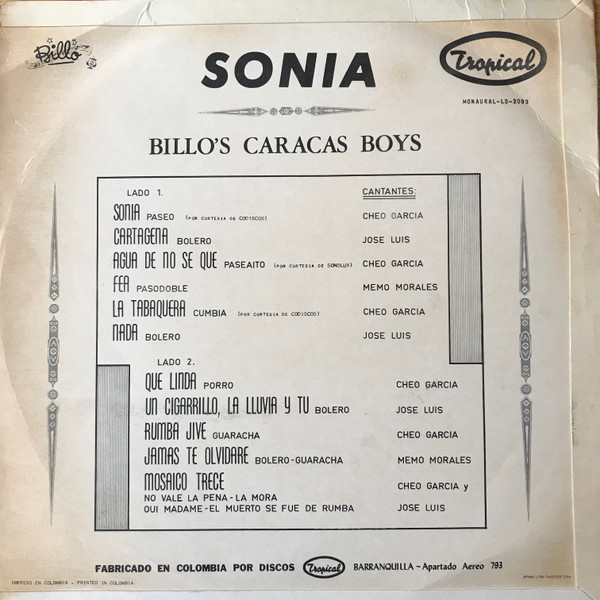 Billo
SONIA
Tropical
MONAURAL-LD-2093
BILLO'S CARACAS BOYS
LADO 1.
CANTANTES:
SONIA PASEO (POR CORTESIA DE CODISCOS) CHEO GARCIA
CARTAGENA BOLERO JOSE LUIS
AGUA DE NO SE QUE PASEAITO (POR CORTESIA DE SONOLUX) CHEO GARCIA
FEA PASODOBLE MEMO MORALES
LA TABAQUERA CUMBIA (POR CORTESIA DE CODISCOS) CHEO GARCIA
NADA BOLERO JOSE LUIS
LADO 2.
QUE LINDA PORRO CHEO GARCIA
UN CIGARRILLO, LA LLUVIA Y TU BOLERO JOSE LUIS
RUMBA JIVE GUARACHA CHEO GARCIA
JAMAS TE OLVIDARE BOLERO-GUARACHA MEMO MORALES
MOSAICO TRECE CHEO GARCIA y
NO VALE LA PENA-LA MORA
OUI MADAME-EL MUERTO SE FUE DE RUMBA JOSE LUIS
FABRICADO EN COLOMBIA POR DISCOS Tropical BARRANQUILLA - Apartado Aereo 793
IMPRESO EN COLOMBIA - PRINTED IN COLOMBIA